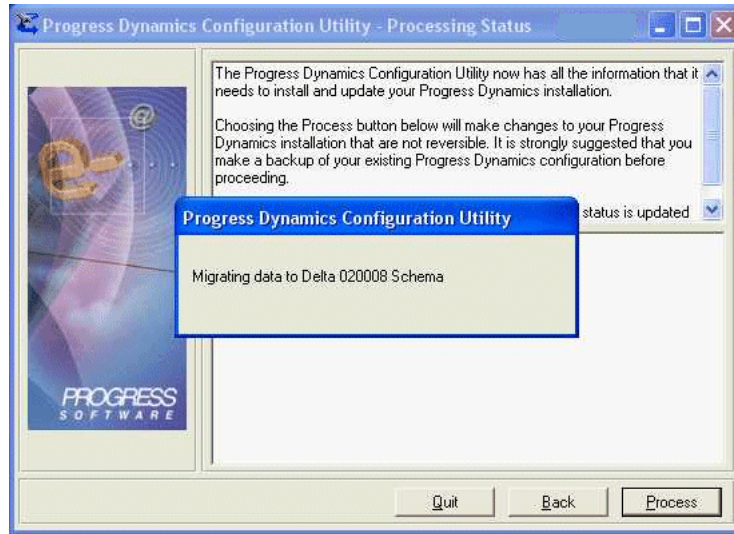 Progress Dynamics Configuration Utility - Processing Status
The Progress Dynamics Configuration Utility now has all the information that it
needs to install and update your Progress Dynamics installation.
Choosing the Process button below will make changes to your Progress
Dynamics installation that are not reversible. It is strongly suggested that you
make a backup of your existing Progress Dynamics configuration before
proceeding.
status is updated
Progress Dynamics Configuration Utility
Migrating data to Delta 020008 Schema
@
e-
PROGRESS
SOFTWARE
Quit
Back
Process